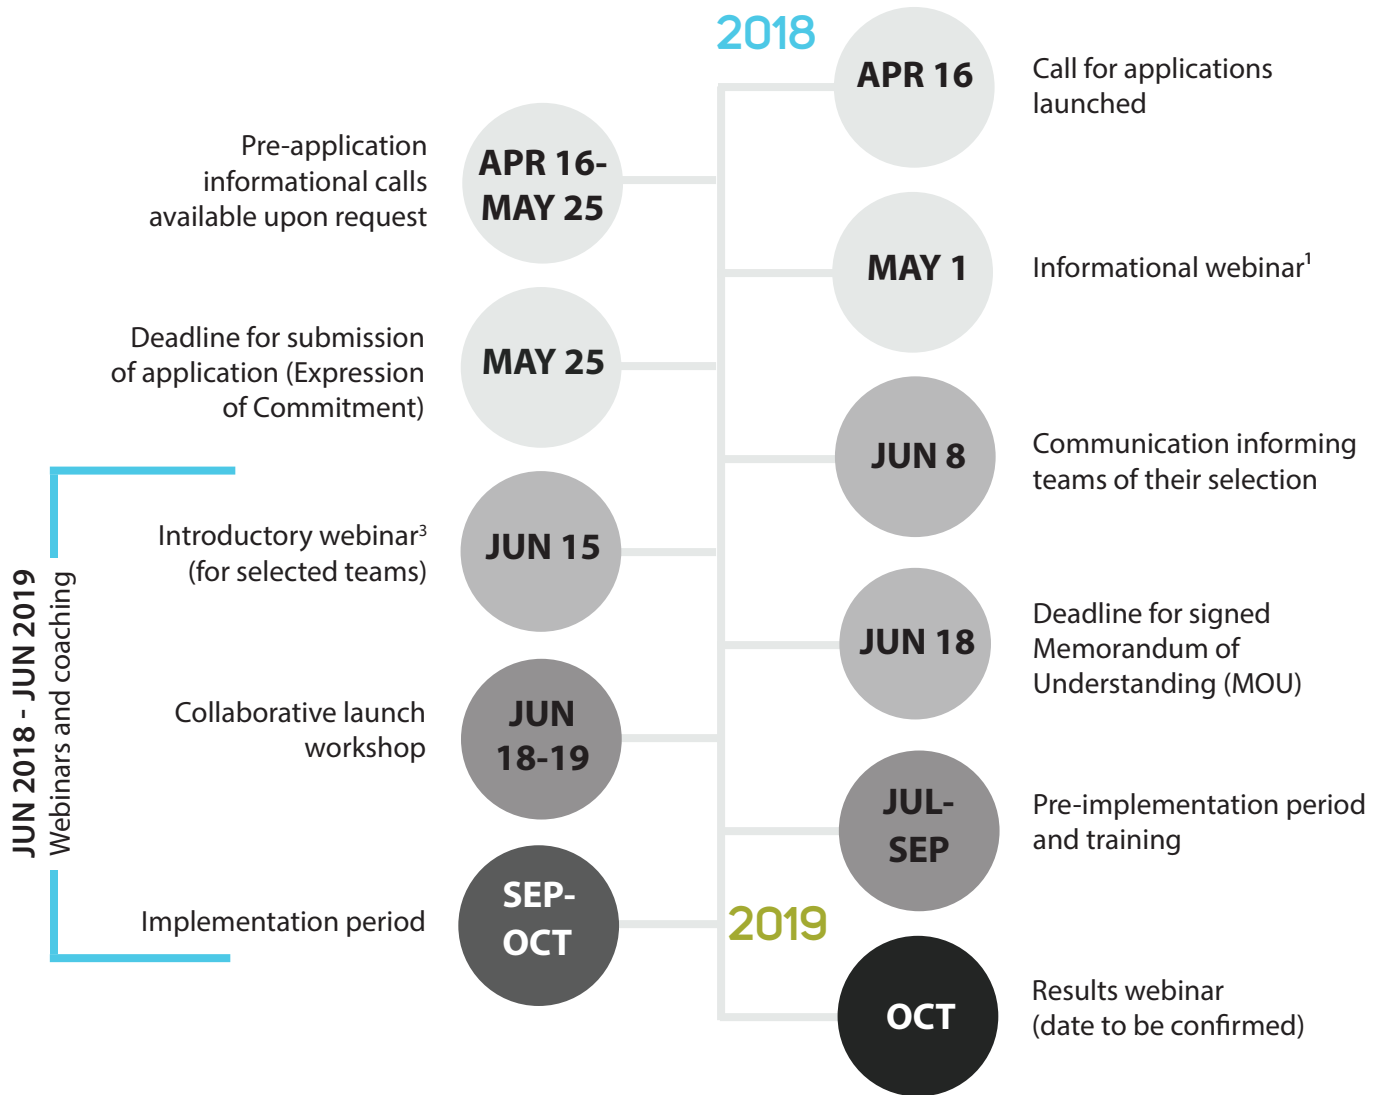 2018
APR 16
Call for applications
launched
Pre-application
informational calls
available upon request
APR 16-
MAY 25
MAY 1
Informational webinar¹
Deadline for submission
of application (Expression
of Commitment)
MAY 25
JUN 8
Communication informing
teams of their selection
JUN 2018 - JUN 2019
Webinars and coaching
Introductory webinar³
(for selected teams)
JUN 15
JUN 18
Deadline for signed
Memorandum of
Understanding (MOU)
Collaborative launch
workshop
JUN
18-19
JUL-
SEP
Pre-implementation period
and training
Implementation period
SEP-
OCT
2019
OCT
Results webinar
(date to be confirmed)